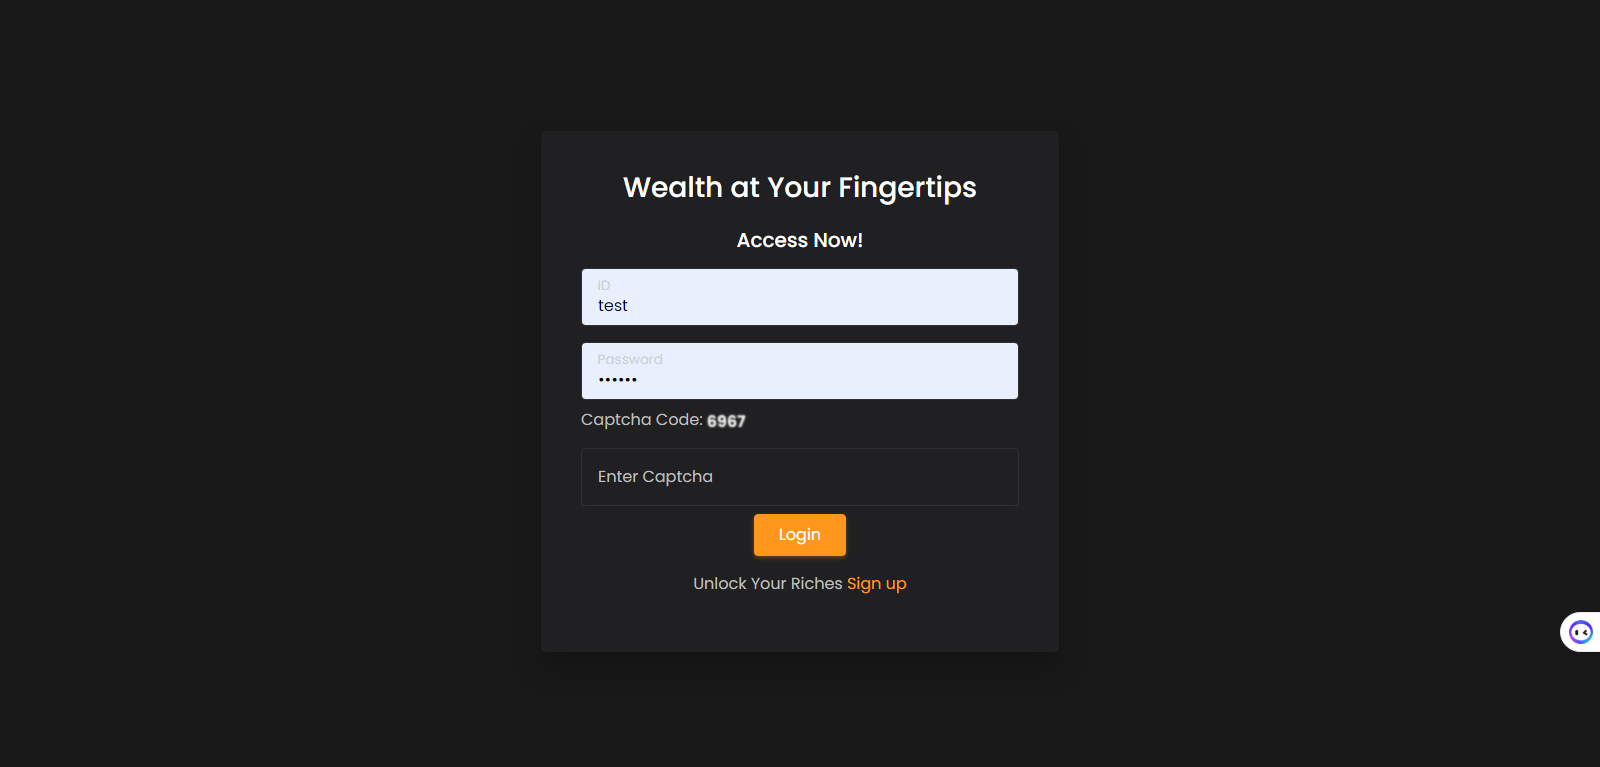 Wealth at Your Fingertips
Access Now!
ID
test
Password
••••••
Captcha Code: 6967
Enter Captcha
Login
Unlock Your Riches Sign up